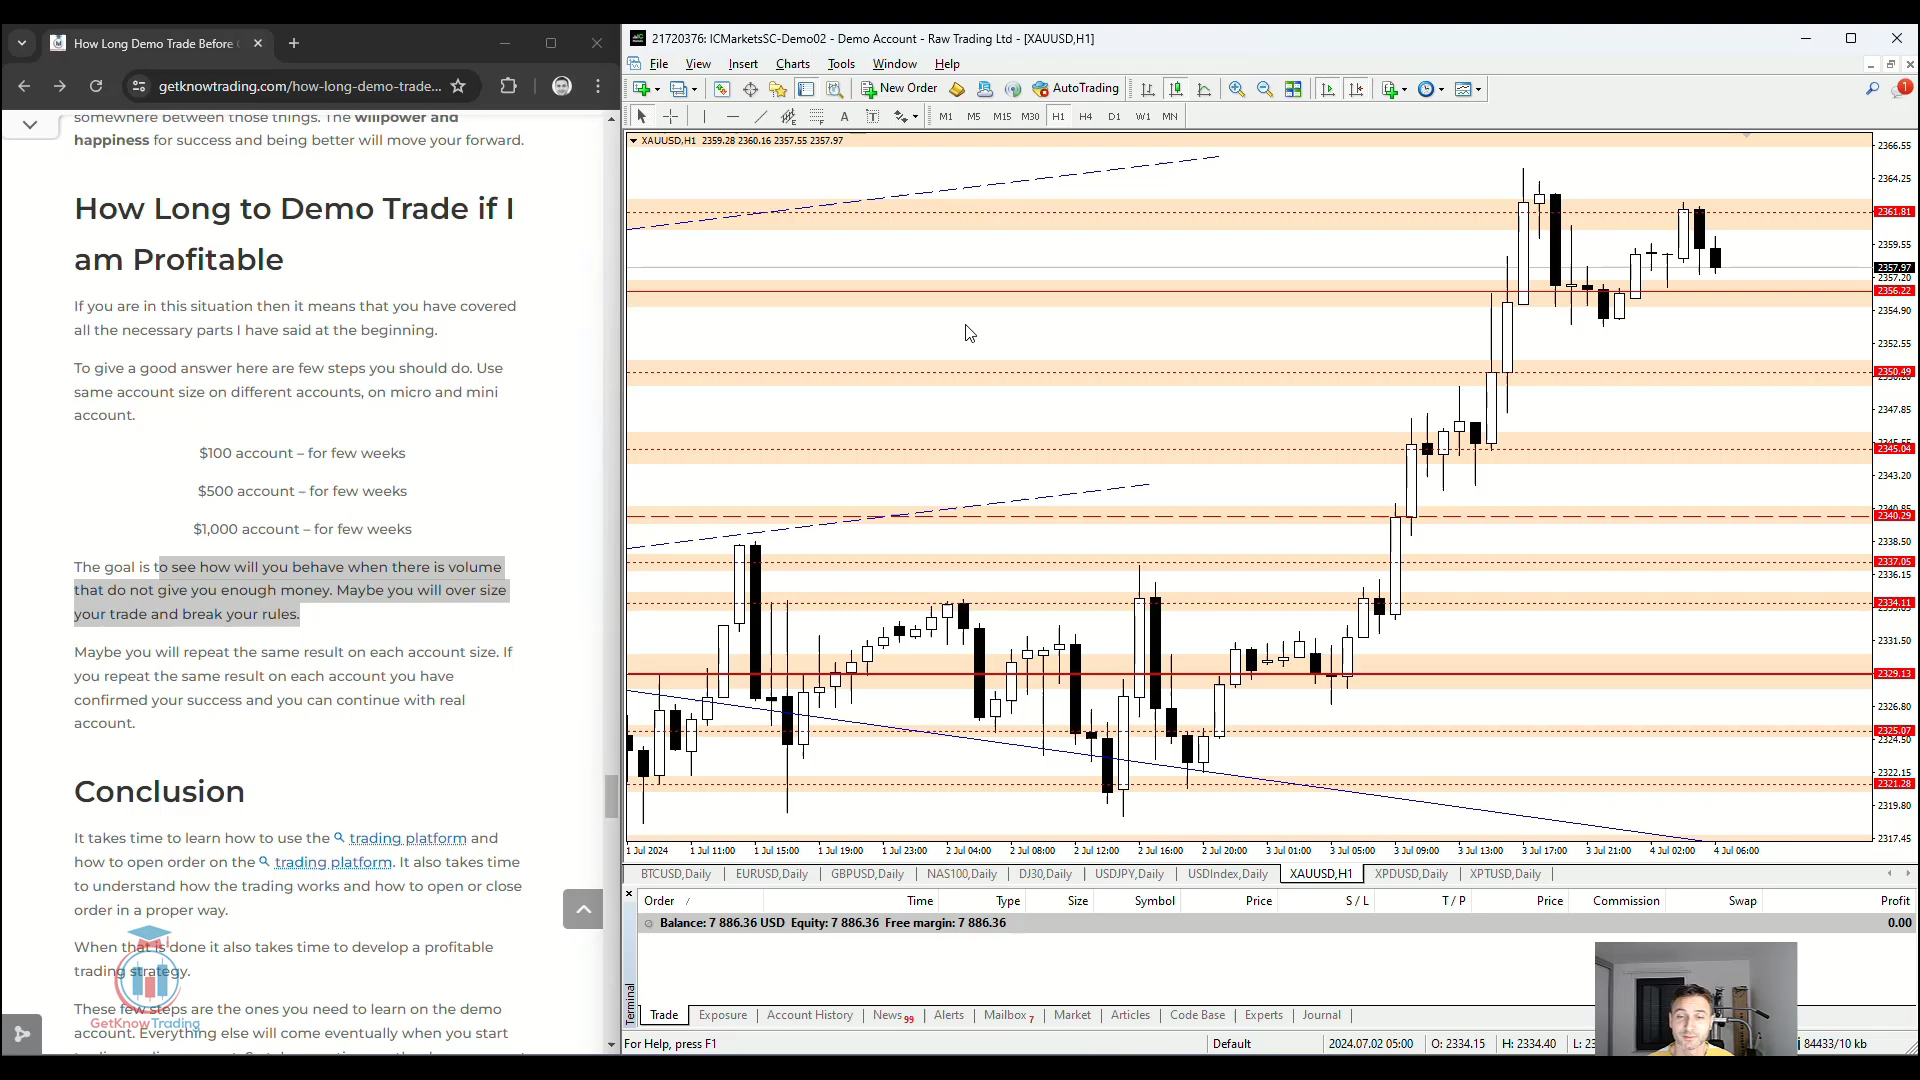 How Long Demo Trade Before
getknowtrading.com/how-long-demo-trade...
somewhere between those things. The willpower and
happiness for success and being better will move your forward.
How Long to Demo Trade if I
am Profitable
If you are in this situation then it means that you have covered
all the necessary parts I have said at the beginning.
To give a good answer here are few steps you should do. Use
same account size on different accounts, on micro and mini
account.
$100 account – for few weeks
$500 account – for few weeks
$1,000 account – for few weeks
The goal is to see how will you behave when there is volume
that do not give you enough money. Maybe you will over size
your trade and break your rules.
Maybe you will repeat the same result on each account size. If
you repeat the same result on each account you have
confirmed your success and you can continue with real
account.
Conclusion
It takes time to learn how to use the trading platform and
how to open order on the trading platform. It also takes time
to understand how the trading works and how to open or close
order in a proper way.
When that is done it also takes time to develop a profitable
trading strategy.
These few steps are the ones you need to learn on the demo
account. Everything else will come eventually when you start
GetKnowTrading
21720376: ICMarketsSC-Demo02 - Demo Account - Raw Trading Ltd - [XAUUSD,H1]
File View Insert Charts Tools Window Help
New Order AutoTrading 1
A T M1 M5 M15 M30 H1 H4 D1 W1 MN
XAUUSD,H1 2359.28 2360.16 2357.55 2357.97
2366.55
2364.25
2361.81
2359.55
2357.97
2357.20
2356.22
2354.90
2352.55
2350.49
2347.85
2345.04
2343.20
2340.29
2338.50
2337.05
2336.15
2334.11
2331.50
2329.13
2326.80
2325.07
2324.50
2322.15
2321.28
2319.80
2317.45
1 Jul 2024 1 Jul 11:00 1 Jul 15:00 1 Jul 19:00 1 Jul 23:00 2 Jul 04:00 2 Jul 08:00 2 Jul 12:00 2 Jul 16:00 2 Jul 20:00 3 Jul 01:00 3 Jul 05:00 3 Jul 09:00 3 Jul 13:00 3 Jul 17:00 3 Jul 21:00 4 Jul 02:00 4 Jul 06:00
BTCUSD,Daily EURUSD,Daily GBPUSD,Daily NAS100,Daily DJ30,Daily USDJPY,Daily USDIndex,Daily XAUUSD,H1 XPDUSD,Daily XPTUSD,Daily
Order / Time Type Size Symbol Price S / L T / P Price Commission Swap Profit
Balance: 7 886.36 USD Equity: 7 886.36 Free margin: 7 886.36 0.00
Terminal
Trade Exposure Account History News 99 Alerts Mailbox 7 Market Articles Code Base Experts Journal
For Help, press F1 Default 2024.07.02 05:00 O: 2334.15 H: 2334.40 L: 23 84433/10 kb